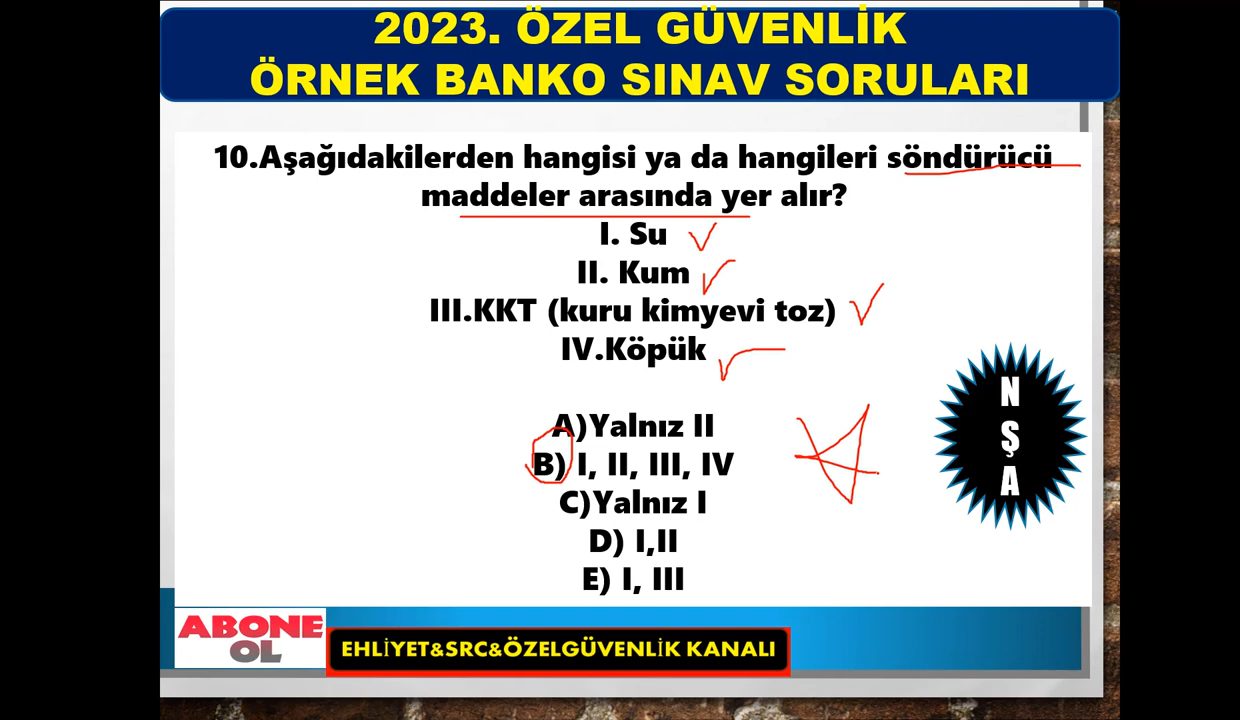 2023. ÖZEL GÜVENLİK
ÖRNEK BANKO SINAV SORULARI
10.Aşağıdakilerden hangisi ya da hangileri söndürücü
maddeler arasında yer alır?
I. Su
II. Kum
III.KKT (kuru kimyevi toz)
IV.Köpük
A)Yalnız II
B) I, II, III, IV
C)Yalnız I
D) I,II
E) I, III
N
Ş
A
ABONE
OL
EHLİYET&SRC&ÖZELGÜVENLİK KANALI